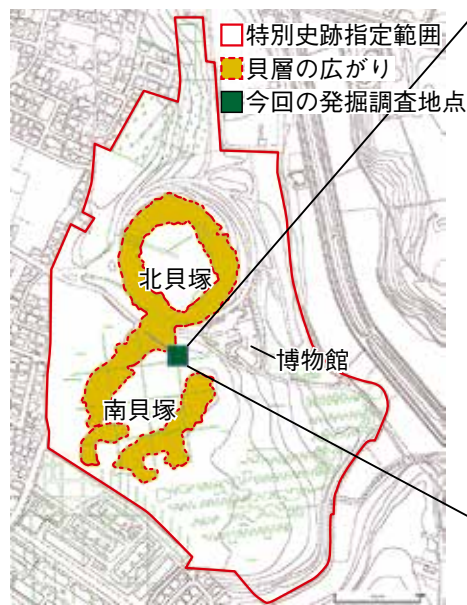 特別史跡指定範囲
貝層の広がり
今回の発掘調査地点
北貝塚
博物館
南貝塚